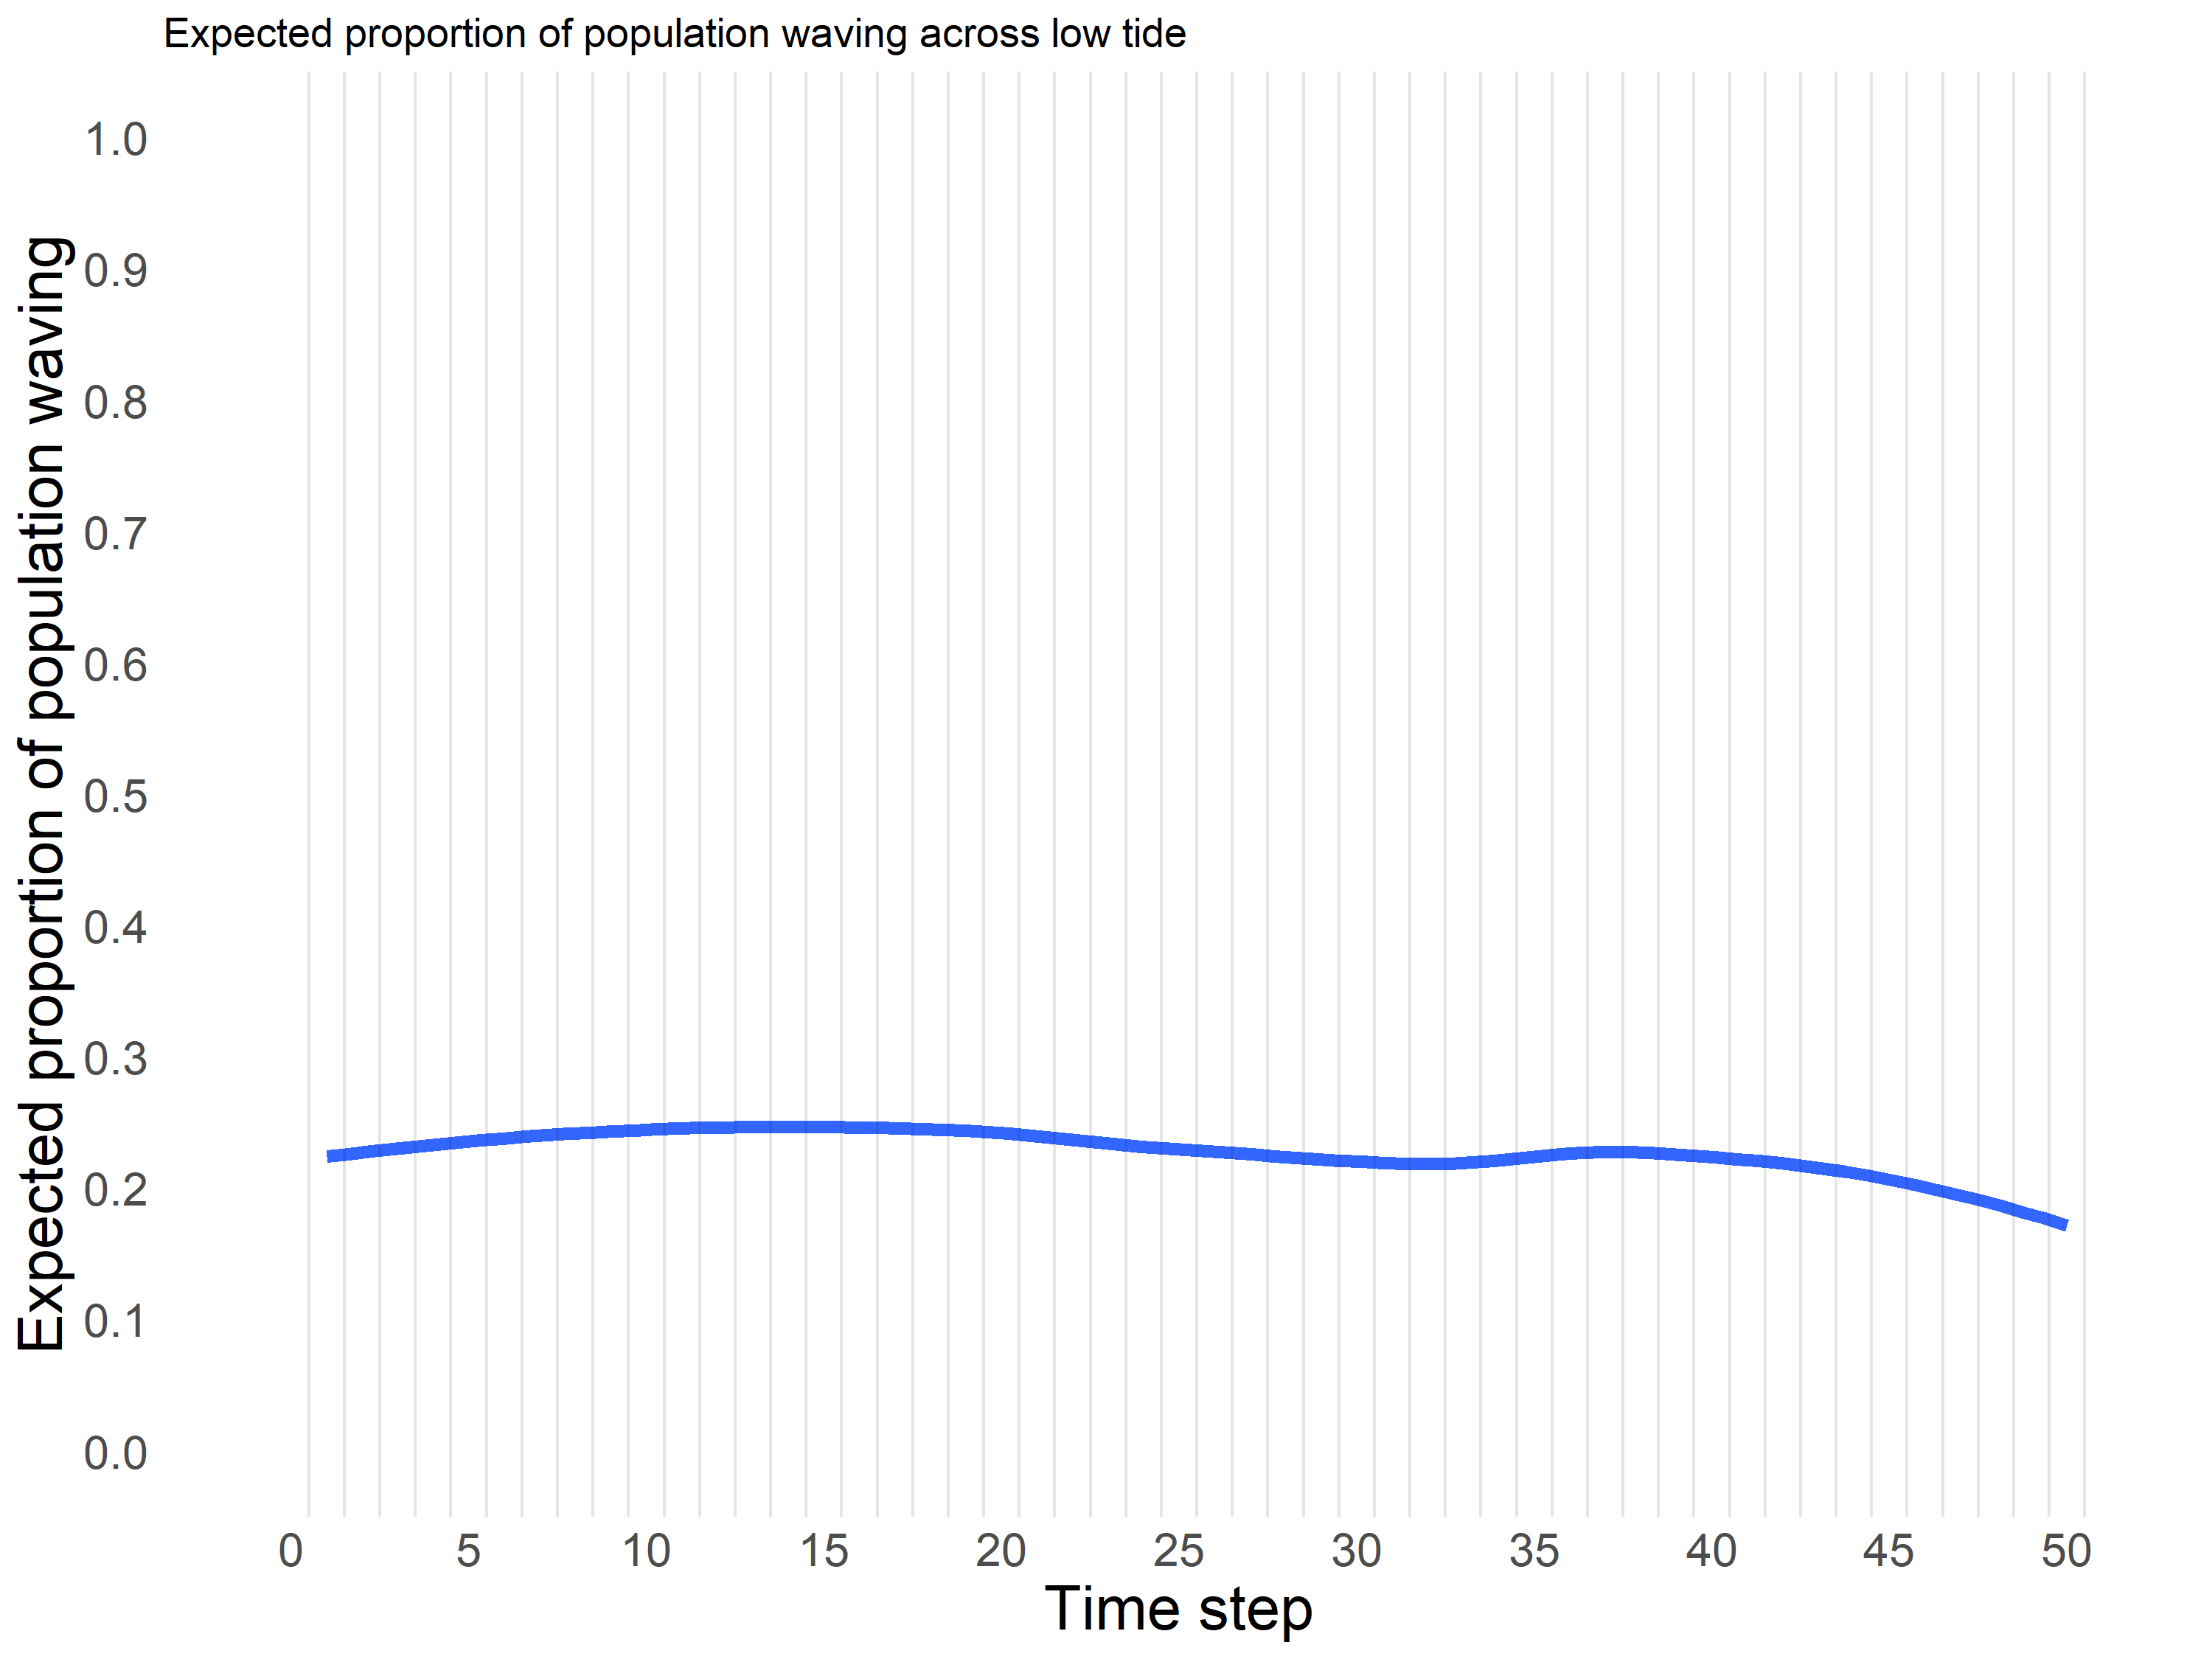 Expected proportion of population waving across low tide
Expected proportion of population waving
1.0
0.9
0.8
0.7
0.6
0.5
0.4
0.3
0.2
0.1
0.0
0 5 10 15 20 25 30 35 40 45 50
Time step